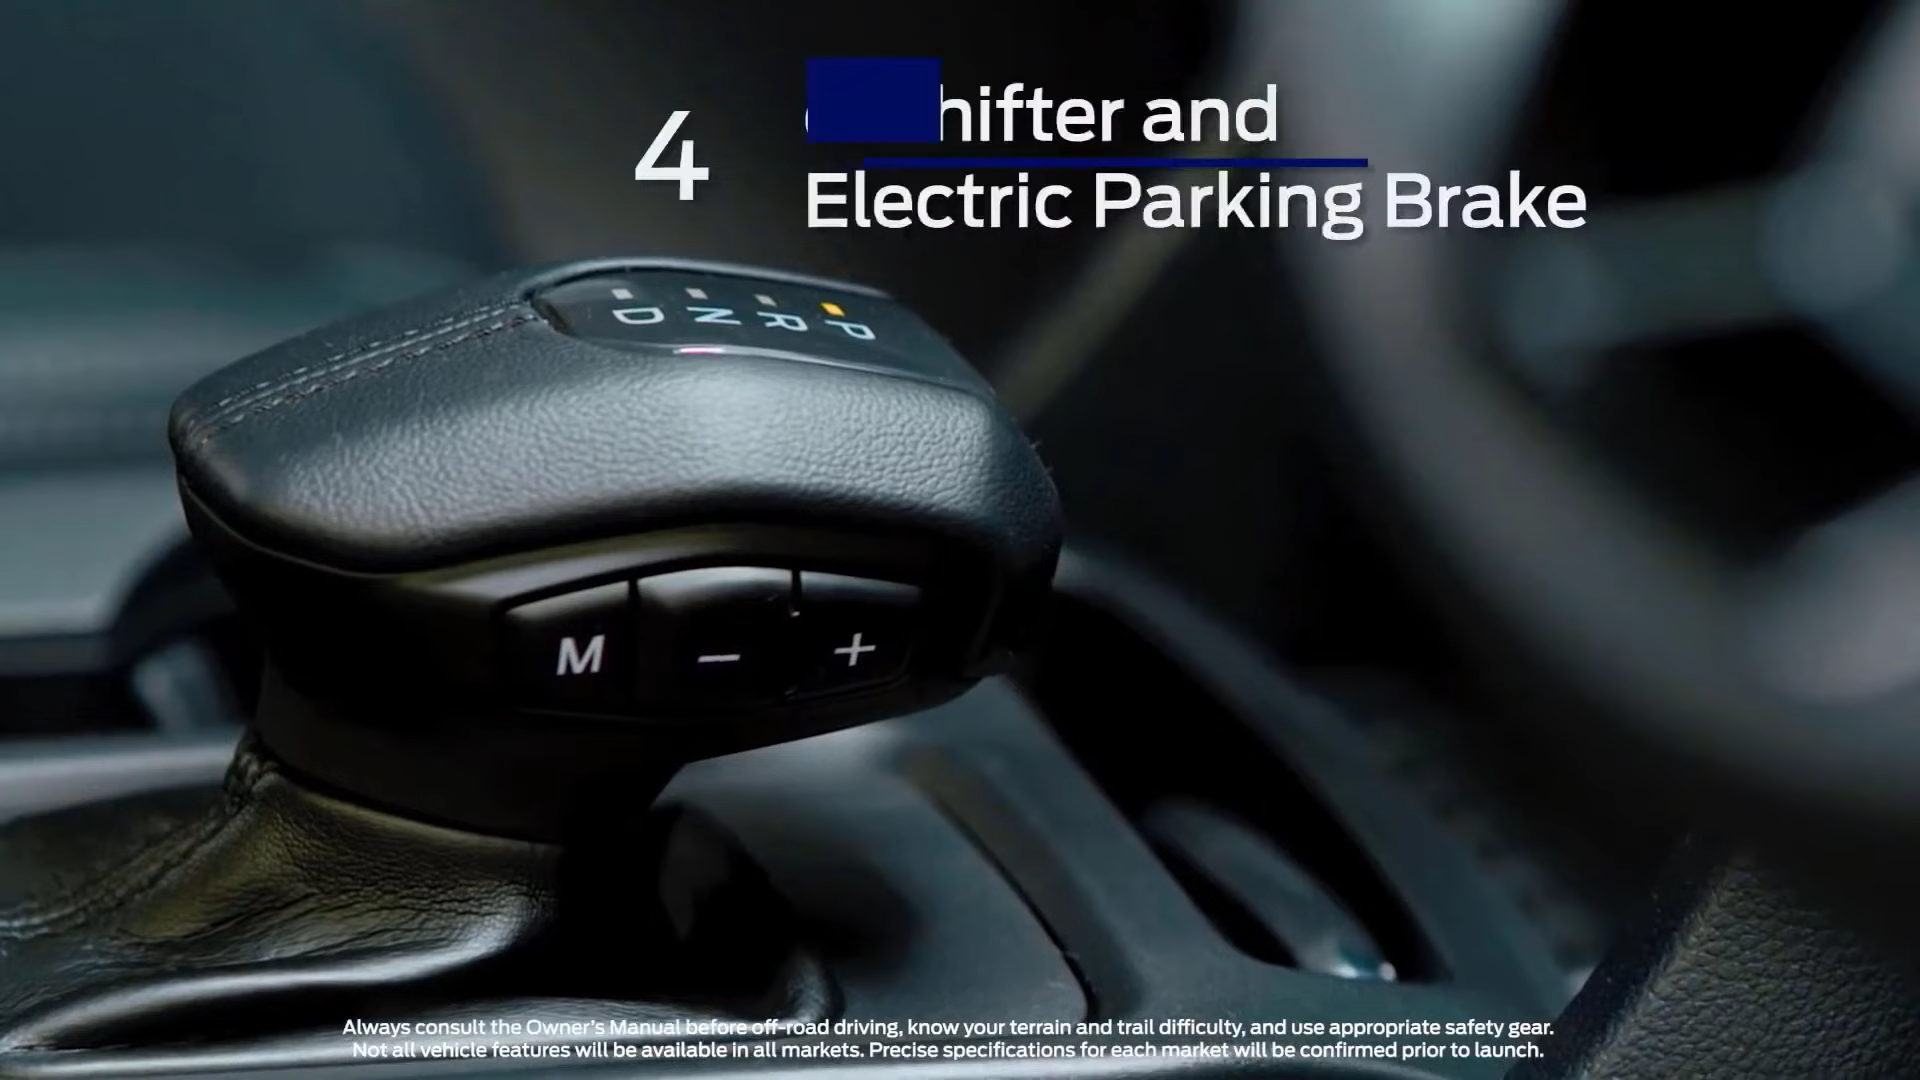 4
and
Electric Parking Brake
P
R
N
D
M − +
Always consult the Owner's Manual before off-road driving, know your terrain and trail difficulty, and use appropriate safety gear.
Not all vehicle features will be available in all markets. Precise specifications for each market will be confirmed prior to launch.